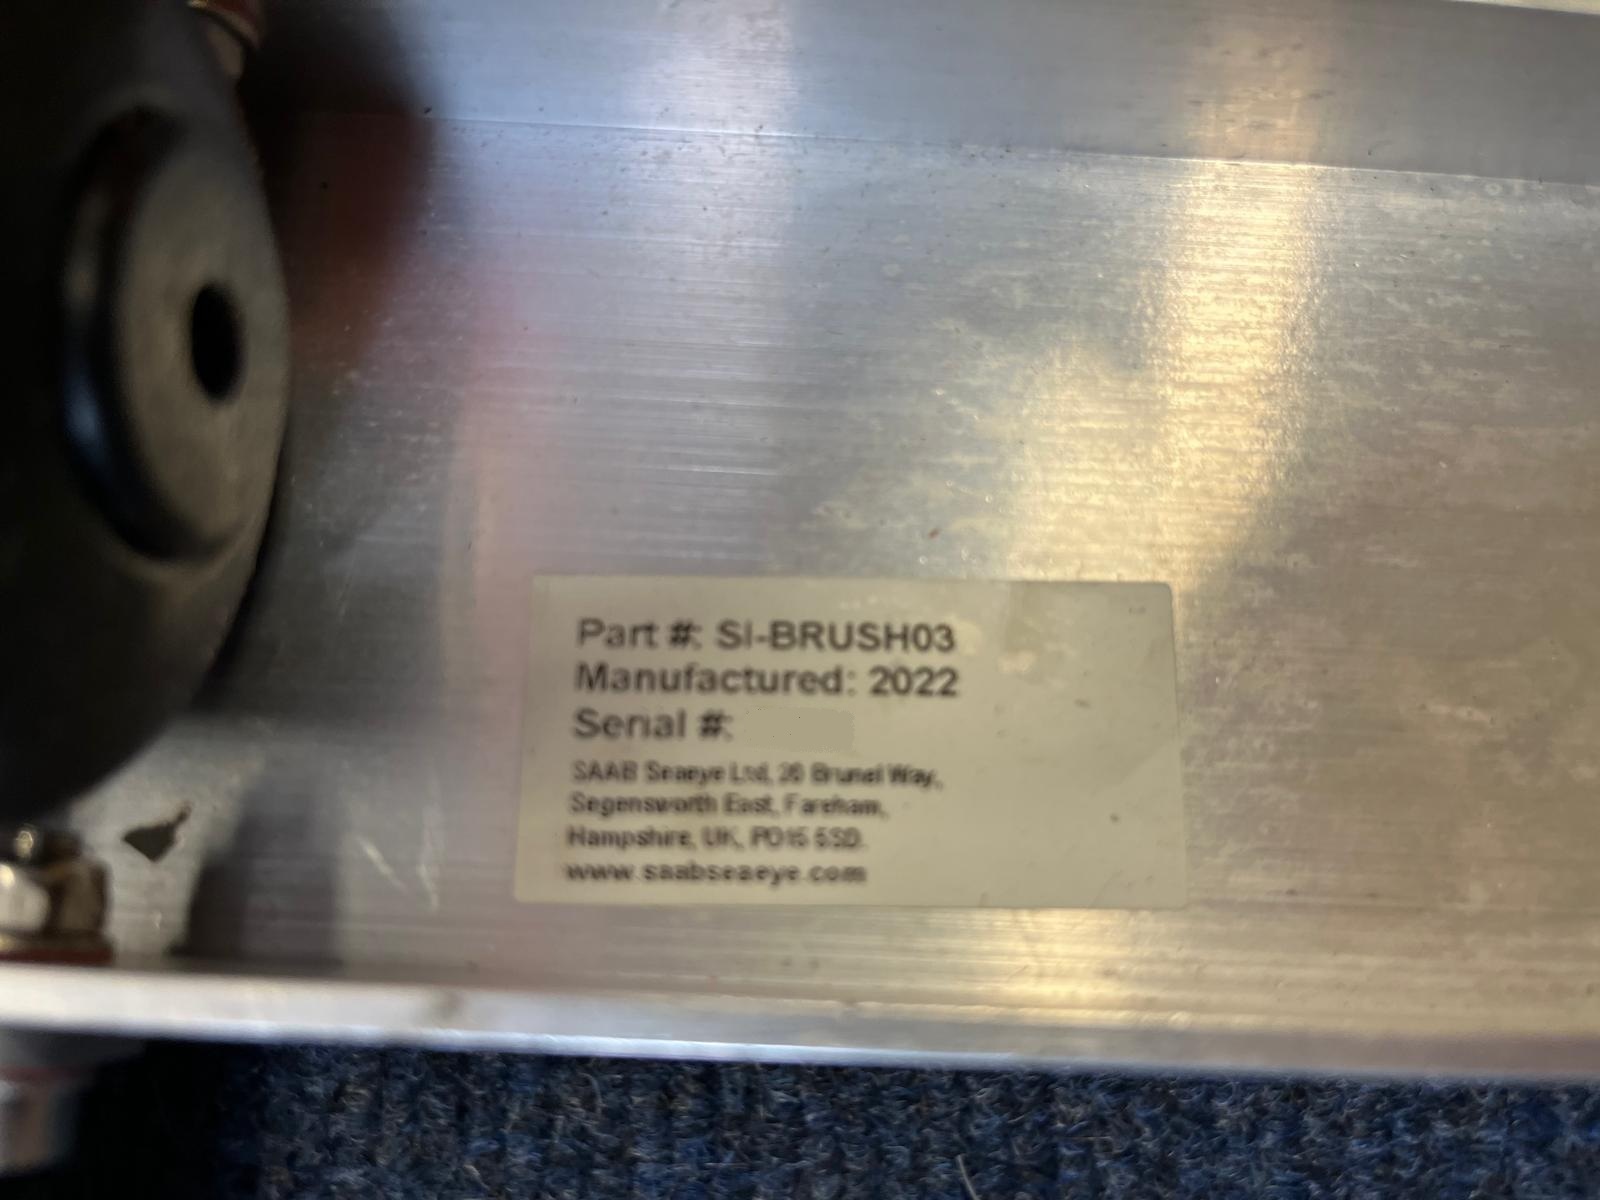 Part #: SI-BRUSH03
Manufactured: 2022
Serial #:
SAAB Seaeye Ltd, 20 Brunel Way,
Segensworth East, Fareham,
Hampshire, UK, PO15 5SD.
www.saabseaeye.com